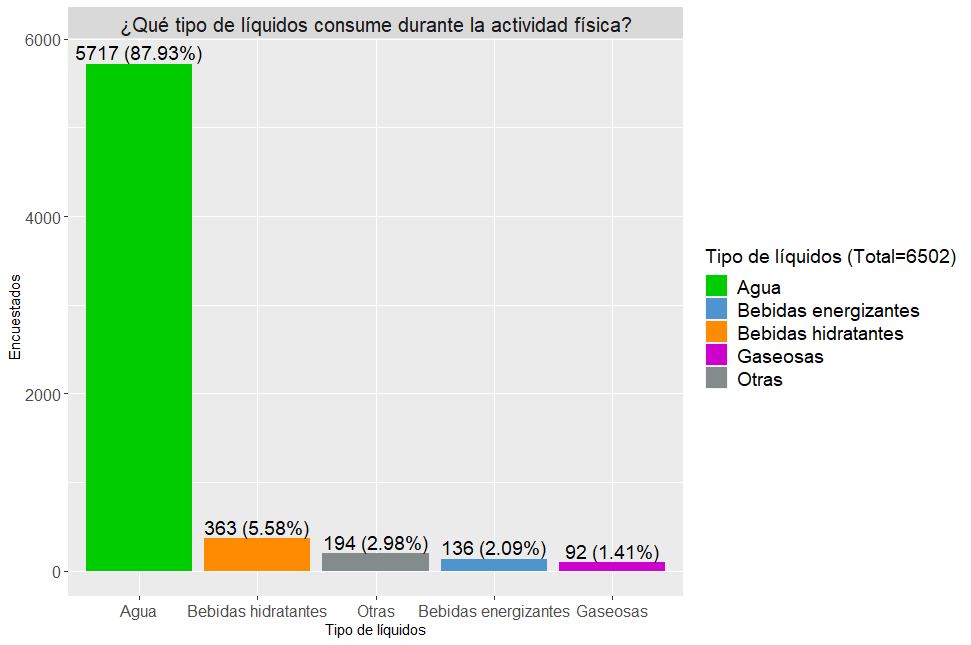 ¿Qué tipo de líquidos consume durante la actividad física?
6000
5717 (87.93%)
4000
2000
0
363 (5.58%)
194 (2.98%)
136 (2.09%)
92 (1.41%)
Encuestados
Agua
Bebidas hidratantes
Otras
Bebidas energizantes
Gaseosas
Tipo de líquidos
Tipo de líquidos (Total=6502)
Agua
Bebidas energizantes
Bebidas hidratantes
Gaseosas
Otras